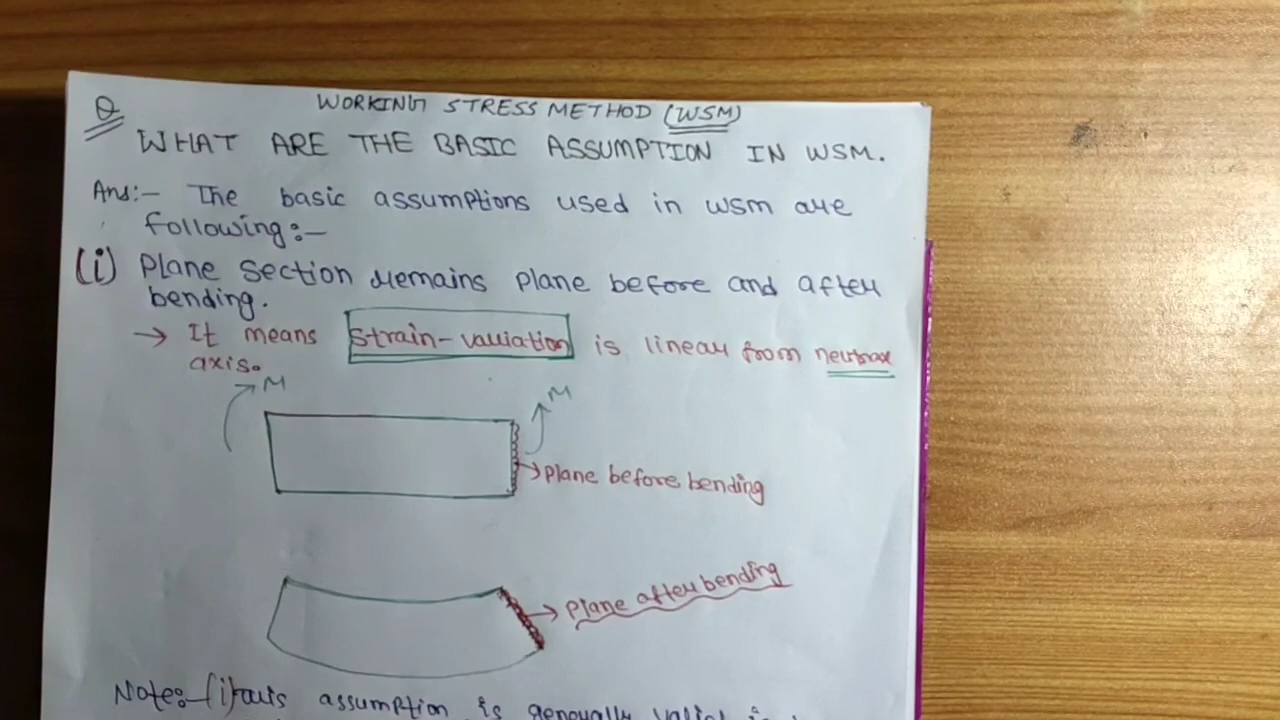 Q
WORKING STRESS METHOD (WSM)
WHAT ARE THE BASIC ASSUMPTION IN WSM.
Ans:- The basic assumptions used in wsm are
following:-
(i) Plane section remains plane before and after
bending.
→ It means strain-variation is linear from neutral
axis.
M
M
→ Plane before bending
→ Plane after bending
Note:- (i) this assumption is generally valid